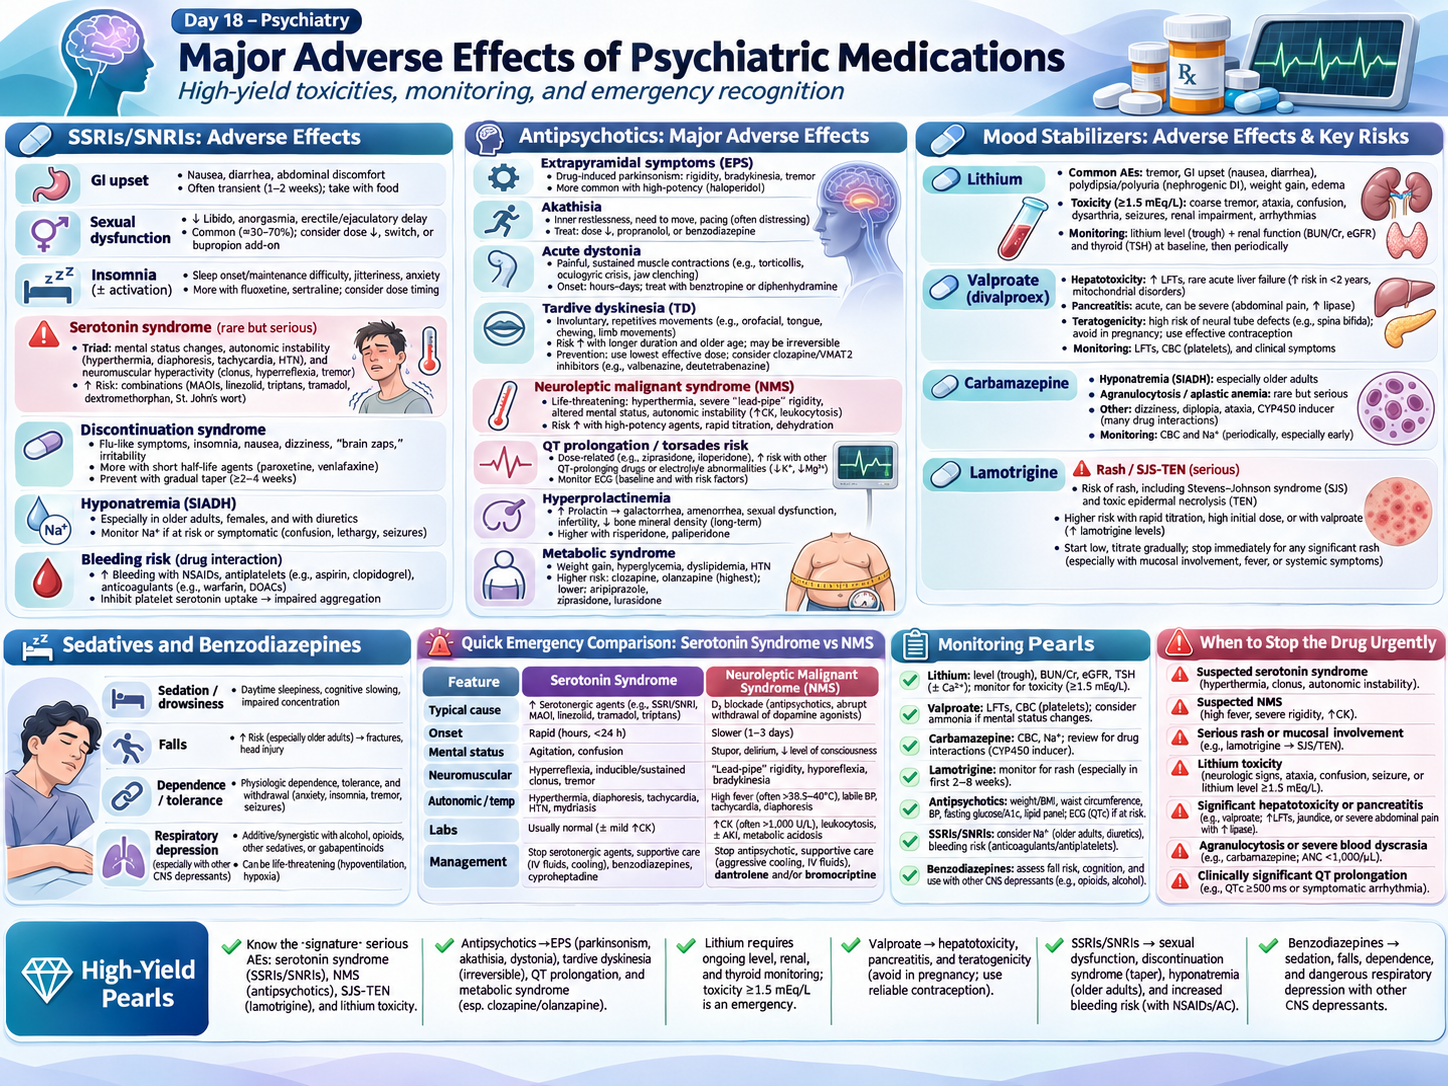 Day 18 – Psychiatry
Major Adverse Effects of Psychiatric Medications
High-yield toxicities, monitoring, and emergency recognition
SSRIs/SNRIs: Adverse Effects
GI upset
• Nausea, diarrhea, abdominal discomfort
• Often transient (1–2 weeks); take with food
Sexual
dysfunction
• ↓ Libido, anorgasmia, erectile/ejaculatory delay
• Common (≈30–70%); consider dose ↓, switch, or
bupropion add-on
zzZ
Insomnia
(± activation)
• Sleep onset/maintenance difficulty, jitteriness, anxiety
• More with fluoxetine, sertraline; consider dose timing
Serotonin syndrome (rare but serious)
• Triad: mental status changes, autonomic instability
(hyperthermia, diaphoresis, tachycardia, HTN), and
neuromuscular hyperactivity (clonus, hyperreflexia, tremor)
• ↑ Risk: combinations (MAOIs, linezolid, triptans, tramadol,
dextromethorphan, St. John's wort)
Discontinuation syndrome
• Flu-like symptoms, insomnia, nausea, dizziness, “brain zaps,”
irritability
• More with short half-life agents (paroxetine, venlafaxine)
• Prevent with gradual taper (≥2–4 weeks)
Na⁺
Hyponatremia (SIADH)
• Especially in older adults, females, and with diuretics
• Monitor Na⁺ if at risk or symptomatic (confusion, lethargy, seizures)
Bleeding risk (drug interaction)
• ↑ Bleeding with NSAIDs, antiplatelets (e.g., aspirin, clopidogrel),
anticoagulants (e.g., warfarin, DOACs)
• Inhibit platelet serotonin uptake → impaired aggregation
Antipsychotics: Major Adverse Effects
Extrapyramidal symptoms (EPS)
• Drug-induced parkinsonism: rigidity, bradykinesia, tremor
• More common with high-potency (haloperidol)
Akathisia
• Inner restlessness, need to move, pacing (often distressing)
• Treat: dose ↓, propranolol, or benzodiazepine
Acute dystonia
• Painful, sustained muscle contractions (e.g., torticollis,
oculogyric crisis, jaw clenching)
• Onset: hours–days; treat with benztropine or diphenhydramine
Tardive dyskinesia (TD)
• Involuntary, repetitives movements (e.g., orofacial, tongue,
chewing, limb movements)
• Risk ↑ with longer duration and older age; may be irreversible
• Prevention: use lowest effective dose; consider clozapine/VMAT2
inhibitors (e.g., valbenazine, deutetrabenazine)
Neuroleptic malignant syndrome (NMS)
• Life-threatening: hyperthermia, severe “lead-pipe” rigidity,
altered mental status, autonomic instability (↑CK, leukocytosis)
• Risk ↑ with high-potency agents, rapid titration, dehydration
QT prolongation / torsades risk
• Dose-related (e.g., ziprasidone, iloperidone), ↑ risk with other
QT-prolonging drugs or abnormalities (↓K⁺, ↓Mg²⁺)
• Monitor ECG (baseline and with risk factors)
Hyperprolactinemia
• ↑ Prolactin → galactorrhea, amenorrhea, sexual dysfunction,
infertility, ↓ bone mineral density (long-term)
• Higher with risperidone, paliperidone
Metabolic syndrome
• Weight gain, hyperglycemia, dyslipidemia, HTN
• Higher risk: clozapine, olanzapine (highest);
lower: aripiprazole,
ziprasidone, lurasidone
Mood Stabilizers: Adverse Effects & Key Risks
Lithium
• Common AEs: tremor, GI upset (nausea, diarrhea),
polydipsia/polyuria (nephrogenic DI), weight gain, edema
• Toxicity (≥1.5 mEq/L): coarse tremor, ataxia, confusion,
dysarthria, seizures, renal impairment, arrhythmias
• Monitoring: lithium level (trough) + renal function (BUN/Cr, eGFR)
and thyroid (TSH) at baseline, then periodically
Valproate
(divalproex)
• Hepatotoxicity: ↑ LFTs, rare acute liver failure (↑ risk in <2 years,
mitochondrial disorders)
• Pancreatitis: acute, can be severe (abdominal pain, ↑ lipase)
• Teratogenicity: high risk of neural tube defects (e.g., spina bifida);
avoid in pregnancy; use effective contraception
• Monitoring: LFTs, CBC (platelets), and clinical symptoms
Carbamazepine
• Hyponatremia (SIADH): especially older adults
• Agranulocytosis / aplastic anemia: rare but serious
• Other: dizziness, diplopia, ataxia, CYP450 inducer
(many drug interactions)
• Monitoring: CBC and Na⁺ (periodically, especially early)
Lamotrigine
Rash / SJS-TEN (serious)
• Risk of rash, including Stevens–Johnson syndrome (SJS)
and toxic epidermal necrolysis (TEN)
• Higher risk with rapid titration, high initial dose, or with valproate
(↑ lamotrigine levels)
• Start low, titrate gradually; stop immediately for any significant rash
(especially with mucosal involvement, fever, or systemic symptoms)
Sedatives and Benzodiazepines
Sedation /
drowsiness
• Daytime sleepiness, cognitive slowing,
impaired concentration
Falls
• ↑ Risk (especially older adults) → fractures,
head injury
Dependence
/ tolerance
• Physiologic dependence, tolerance, and
withdrawal (anxiety, insomnia, tremor,
seizures)
Respiratory
depression
(especially with other
CNS depressants)
• Additive/synergistic with alcohol, opioids,
other sedatives, or gabapentinoids
• Can be life-threatening (hypoventilation,
hypoxia)
Quick Emergency Comparison: Serotonin Syndrome vs NMS
Feature
Serotonin Syndrome
Neuroleptic Malignant
Syndrome (NMS)
Typical cause
↑ Serotonergic agents (e.g., SSRI/SNRI,
MAOI, linezolid, tramadol, triptans)
D₂ blockade (antipsychotics, abrupt
withdrawal of dopamine agonists)
Onset
Rapid (hours, <24 h)
Slower (1–3 days)
Mental status
Agitation, confusion
Stupor, delirium, ↓ level of consciousness
Neuromuscular
Hyperreflexia, inducible/sustained
clonus, tremor
“Lead-pipe” rigidity, hyporeflexia,
bradykinesia
Autonomic / temp
Hyperthermia, diaphoresis, tachycardia,
HTN, mydriasis
High fever (often >38.5–40°C), labile BP,
tachycardia, diaphoresis
Labs
Usually normal (± mild ↑CK)
↑CK (often >1,000 U/L), leukocytosis,
± AKI, metabolic acidosis
Management
Stop serotonergic agents, supportive care
(IV fluids, cooling), benzodiazepines,
cyproheptadine
Stop antipsychotic, supportive care
(aggressive cooling, IV fluids),
dantrolene and/or bromocriptine
Monitoring Pearls
Lithium: level (trough), BUN/Cr, eGFR, TSH
(± Ca²⁺); monitor for toxicity (≥1.5 mEq/L).
Valproate: LFTs, CBC (platelets); consider
ammonia if mental status changes.
Carbamazepine: CBC, Na⁺; review for drug
interactions (CYP450 inducer).
Lamotrigine: monitor for rash (especially in
first 2–8 weeks).
Antipsychotics: weight/BMI, waist circumference,
BP, fasting glucose/A1c, lipid panel; ECG (QTc) if at risk.
SSRIs/SNRIs: consider Na⁺ (older adults, diuretics),
bleeding risk (anticoagulants/antiplatelets).
Benzodiazepines: assess fall risk, cognition, and
use with other CNS depressants (e.g., opioids, alcohol).
When to Stop the Drug Urgently
Suspected serotonin syndrome
(hyperthermia, clonus, autonomic instability).
Suspected NMS
(high fever, severe rigidity, ↑CK).
Serious rash or mucosal involvement
(e.g., lamotrigine → SJS/TEN).
Lithium toxicity
(neurologic signs, ataxia, confusion, seizure, or
lithium level ≥1.5 mEq/L).
Significant hepatotoxicity or pancreatitis
(e.g., valproate; ↑LFTs, jaundice, or severe abdominal pain
with ↑ lipase).
Agranulocytosis or severe blood dyscrasia
(e.g., carbamazepine; ANC <1,000/μL).
Clinically significant QT prolongation
(e.g., QTc ≥500 ms or symptomatic arrhythmia).
High-Yield
Pearls
Know the "signature" serious
AEs: serotonin syndrome
(SSRIs/SNRIs), NMS
(antipsychotics), SJS-TEN
(lamotrigine), and lithium toxicity.
Antipsychotics →EPS (parkinsonism,
akathisia, dystonia), tardive dyskinesia
(irreversible), QT prolongation, and
metabolic syndrome
(esp. clozapine/olanzapine).
Lithium requires
ongoing level, renal,
and thyroid monitoring;
toxicity ≥1.5 mEq/L
is an emergency.
Valproate → hepatotoxicity,
pancreatitis, and teratogenicity
(avoid in pregnancy; use
reliable contraception).
SSRIs/SNRIs → sexual
dysfunction, discontinuation
syndrome (taper), hyponatremia
(older adults), and increased
bleeding risk (with NSAIDs/AC).
Benzodiazepines →
sedation, falls, dependence,
and dangerous respiratory
depression with other
CNS depressants.
Rx
zzZ